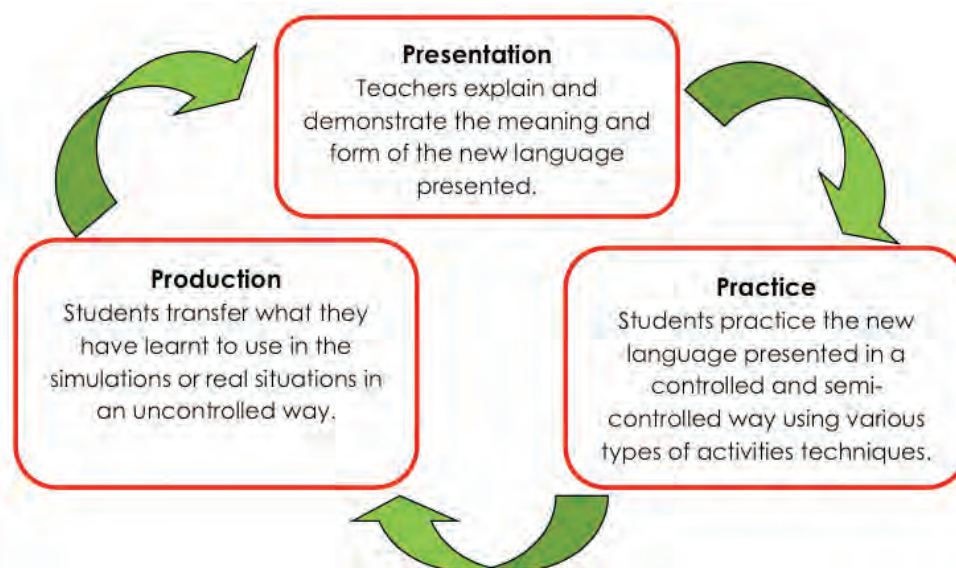 Presentation
Teachers explain and
demonstrate the meaning and
form of the new language
presented.
Production
Students transfer what they
have learnt to use in the
simulations or real situations in
an uncontrolled way.
Practice
Students practice the new
language presented in a
controlled and semi-
controlled way using various
types of activities techniques.